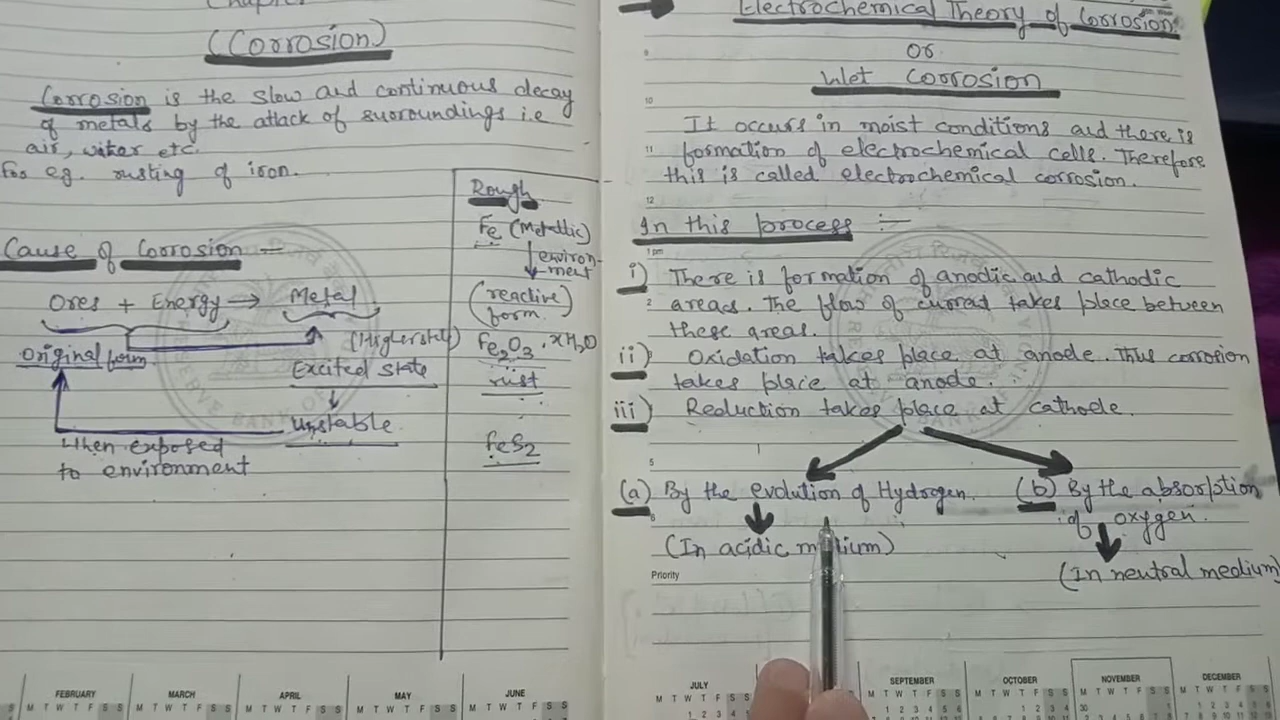 (Corrosion)
Corrosion is the slow and continuous decay
of metals by the attack of surroundings i.e
air, water etc.
For eg. rusting of iron.
Cause of Corrosion -
Ores + Energy → Metal
(Higher state)
Original form
Excited state
↓
Unstable
When exposed
to environment
Rough
Fe (Metallic)
↓ environ-
ment
(reactive)
form.
Fe2O3.xH2O
rust
FeS2
FEBRUARY
MARCH
APRIL
MAY
JUNE
Electrochemical Theory of Corrosion
or
Wet Corrosion
It occurs in moist conditions and there is
formation of electrochemical cells. Therefore
this is called electrochemical corrosion.
In this process :-
i) There is formation of anodic and cathodic
areas. The flow of current takes place between
these areas.
ii) Oxidation takes place at anode. Thus corrosion
takes place at anode.
iii) Reduction takes place at cathode.
(a) By the evolution of Hydrogen. (b) By the absorption
of oxygen.
(In acidic medium)
(In neutral medium)
Priority
JULY
SEPTEMBER
OCTOBER
NOVEMBER
DECEMBER